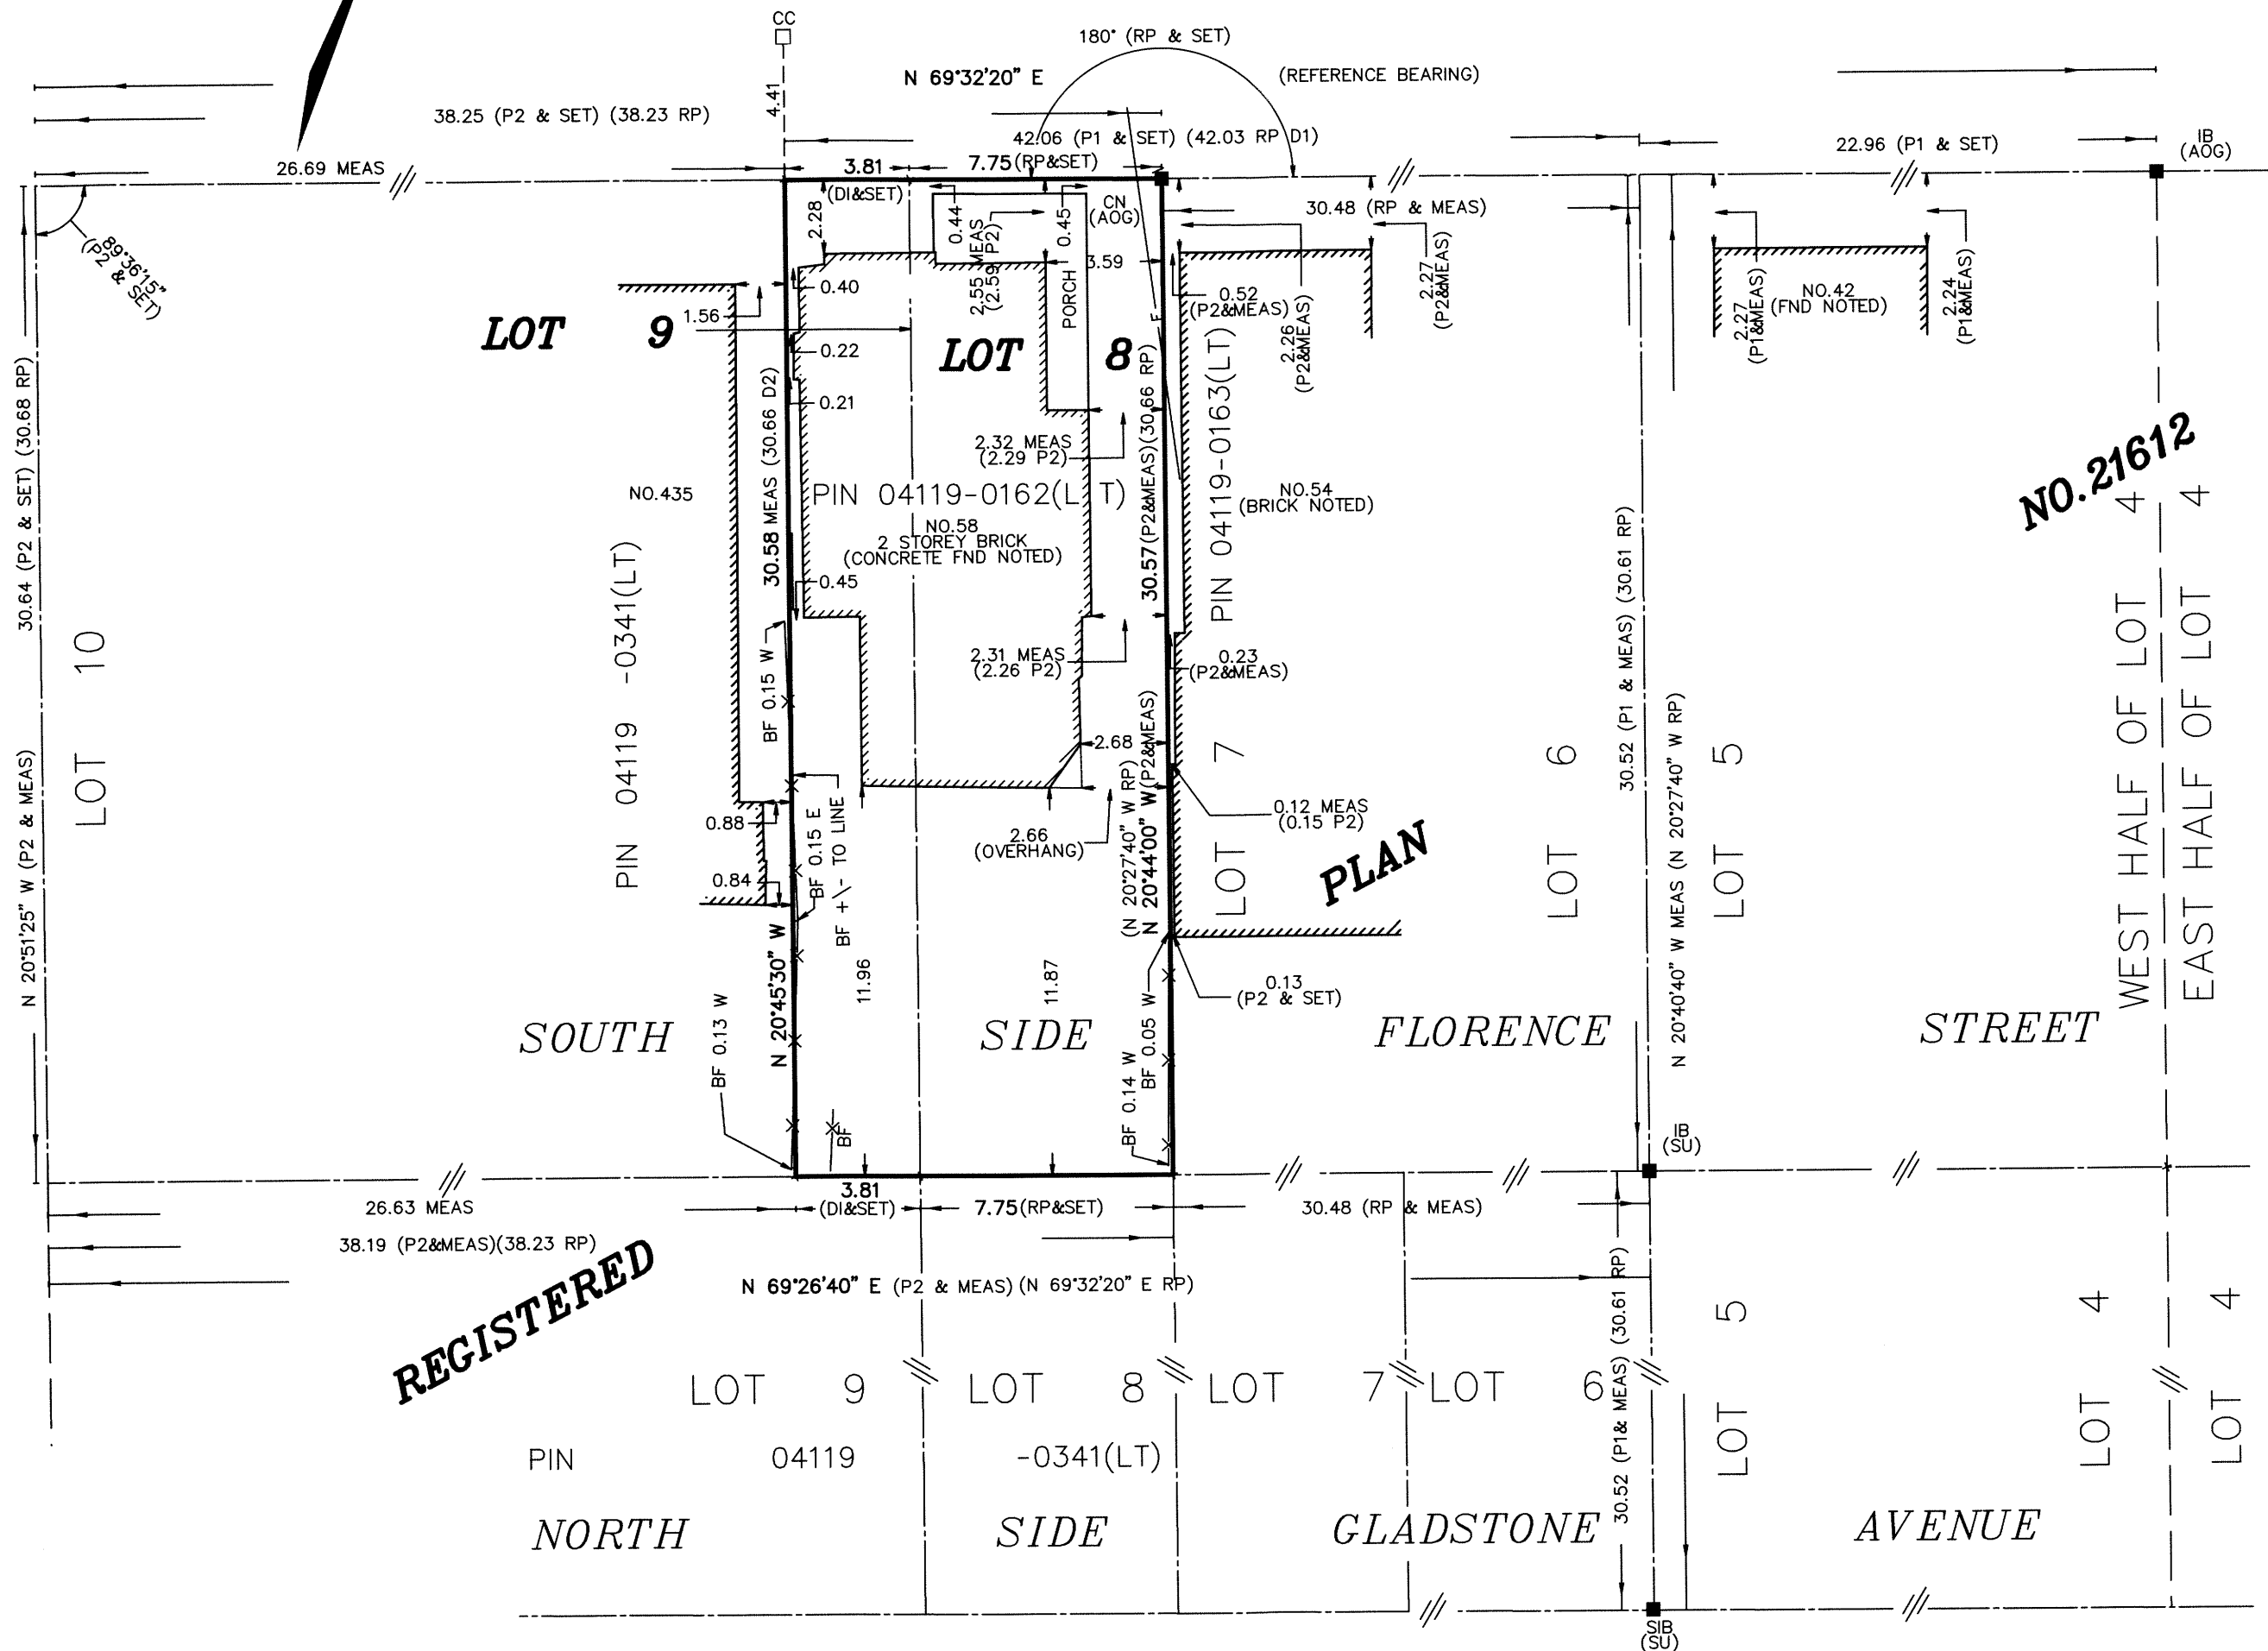 CC
180° (RP & SET)
N 69°32'20" E
(REFERENCE BEARING)
4.41
38.25 (P2 & SET) (38.23 RP)
42.06 (P1 & SET) (42.03 RP D1)
22.96 (P1 & SET)
IB
(AOG)
26.69 MEAS
3.81
(DI&SET)
7.75(RP&SET)
CN
(AOG)
30.48 (RP & MEAS)
89°36'15"
(P2 & SET)
2.28
0.44
2.55 MEAS
(2.59 P2)
0.45
PORCH
3.59
0.40
0.52
(P2&MEAS)
2.26
(P2&MEAS)
2.27
(P2&MEAS)
2.27
(P1&MEAS)
NO.42
(FND NOTED)
2.24
(P1&MEAS)
1.56
LOT 9
LOT 8
0.22
0.21
30.64 (P2 & SET) (30.68 RP)
30.58 MEAS (30.66 D2)
30.57(P2&MEAS)(30.66 RP)
PIN 04119-0163(LT)
2.32 MEAS
(2.29 P2)
NO.435
PIN 04119-0162(LT)
NO.58
2 STOREY BRICK
(CONCRETE FND NOTED)
NO.54
(BRICK NOTED)
NO.21612
30.52 (P1 & MEAS) (30.61 RP)
0.45
PIN 04119 -0341(LT)
BF 0.15 W
2.31 MEAS
(2.26 P2)
0.23
(P2&MEAS)
LOT 10
N 20°51'25" W (P2 & MEAS)
2.68
(N 20°27'40" W RP)
N 20°44'00" W(P2&MEAS)
LOT 7
LOT 6
N 20°40'40" W MEAS (N 20°27'40" W RP)
LOT 5
WEST HALF OF LOT 4
EAST HALF OF LOT 4
0.88
BF 0.15 E
BF +\- TO LINE
2.66
(OVERHANG)
0.12 MEAS
(0.15 P2)
PLAN
0.84
N 20°45'30" W
11.96
11.87
BF 0.05 W
0.13
(P2 & SET)
BF 0.13 W
BF 0.14 W
SOUTH SIDE FLORENCE STREET
BF
IB
(SU)
26.63 MEAS
3.81
(DI&SET)
7.75(RP&SET)
30.48 (RP & MEAS)
38.19 (P2&MEAS)(38.23 RP)
N 69°26'40" E (P2 & MEAS) (N 69°32'20" E RP)
REGISTERED
30.52 (P1& MEAS) (30.61 RP)
LOT 9
LOT 8
LOT 7
LOT 6
LOT 5
LOT 4
LOT 4
PIN 04119 -0341(LT)
NORTH SIDE GLADSTONE AVENUE
SIB
(SU)